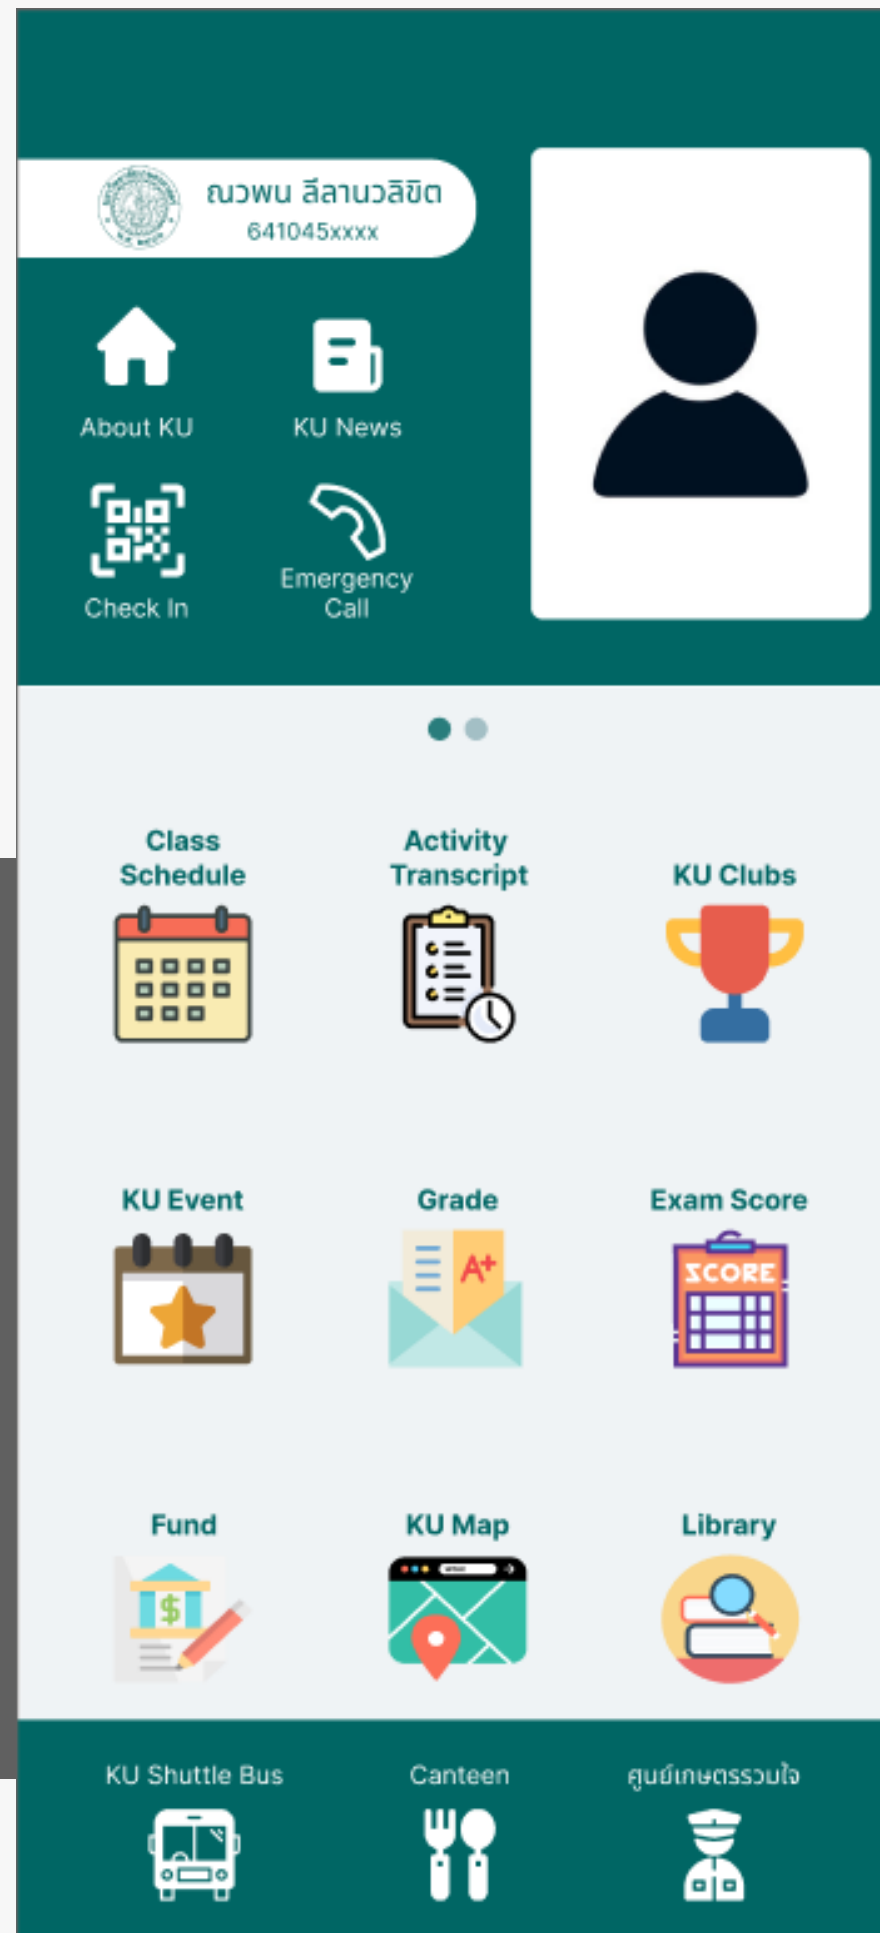 ณวพน ลีลานวลิขิต
641045xxxx
About KU
KU News
Check In
Emergency
Call
Class
Schedule
Activity
Transcript
KU Clubs
KU Event
Grade
Exam Score
A+
SCORE
Fund
KU Map
Library
$
KU Shuttle Bus
Canteen
ศูนย์เกษตรรวมใจ